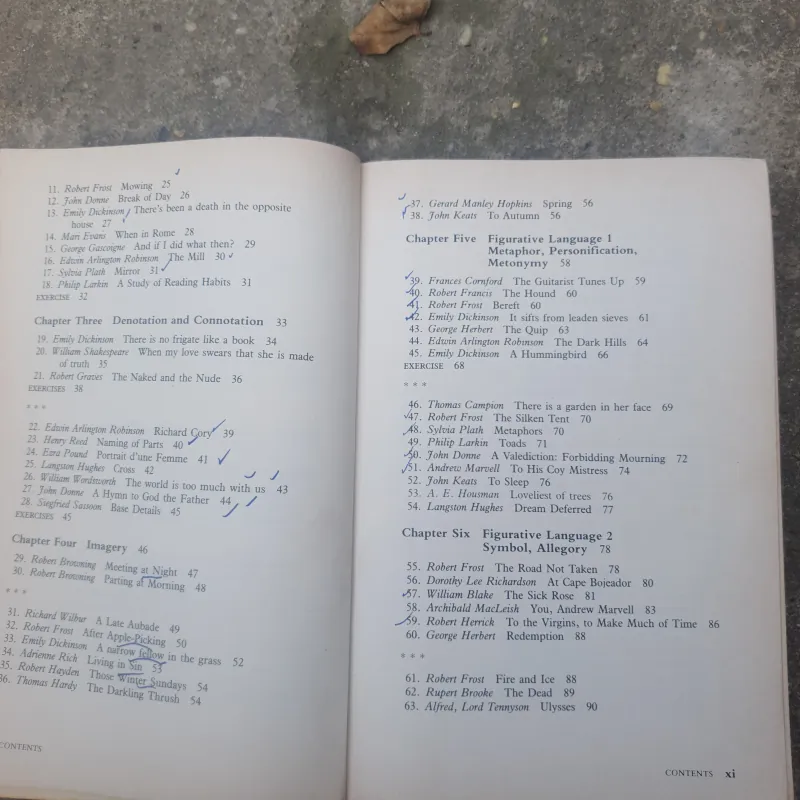 11. Robert Frost Mowing 25
12. John Donne Break of Day 26
13. Emily Dickinson There's been a death in the opposite
house 27
14. Mari Evans When in Rome 28
15. George Gascoigne And if I did what then? 29
16. Edwin Arlington Robinson The Mill 30
17. Sylvia Plath Mirror 31
18. Philip Larkin A Study of Reading Habits 31
EXERCISE 32
Chapter Three Denotation and Connotation 33
19. Emily Dickinson There is no frigate like a book 34
20. William Shakespeare When my love swears that she is made
of truth 35
21. Robert Graves The Naked and the Nude 36
EXERCISES 38
* * *
22. Edwin Arlington Robinson Richard Cory 39
23. Henry Reed Naming of Parts 40
24. Ezra Pound Portrait d'une Femme 41
25. Langston Hughes Cross 42
26. William Wordsworth The world is too much with us 43
27. John Donne A Hymn to God the Father 44
28. Siegfried Sassoon Base Details 45
EXERCISES 45
Chapter Four Imagery 46
29. Robert Browning Meeting at Night 47
30. Robert Browning Parting at Morning 48
* * *
31. Richard Wilbur A Late Aubade 49
32. Robert Frost After Apple-Picking 50
33. Emily Dickinson A narrow fellow in the grass 52
34. Adrienne Rich Living in Sin 53
35. Robert Hayden Those Winter Sundays 54
36. Thomas Hardy The Darkling Thrush 54
CONTENTS
37. Gerard Manley Hopkins Spring 56
38. John Keats To Autumn 56
Chapter Five Figurative Language 1
Metaphor, Personification,
Metonymy 58
39. Frances Cornford The Guitarist Tunes Up 59
40. Robert Francis The Hound 60
41. Robert Frost Bereft 60
42. Emily Dickinson It sifts from leaden sieves 61
43. George Herbert The Quip 63
44. Edwin Arlington Robinson The Dark Hills 64
45. Emily Dickinson A Hummingbird 66
EXERCISE 68
* * *
46. Thomas Campion There is a garden in her face 69
47. Robert Frost The Silken Tent 70
48. Sylvia Plath Metaphors 70
49. Philip Larkin Toads 71
50. John Donne A Valediction: Forbidding Mourning 72
51. Andrew Marvell To His Coy Mistress 74
52. John Keats To Sleep 76
53. A. E. Housman Loveliest of trees 76
54. Langston Hughes Dream Deferred 77
Chapter Six Figurative Language 2
Symbol, Allegory 78
55. Robert Frost The Road Not Taken 78
56. Dorothy Lee Richardson At Cape Bojeador 80
57. William Blake The Sick Rose 81
58. Archibald MacLeish You, Andrew Marvell 83
59. Robert Herrick To the Virgins, to Make Much of Time 86
60. George Herbert Redemption 88
* * *
61. Robert Frost Fire and Ice 88
62. Rupert Brooke The Dead 89
63. Alfred, Lord Tennyson Ulysses 90
CONTENTS xi